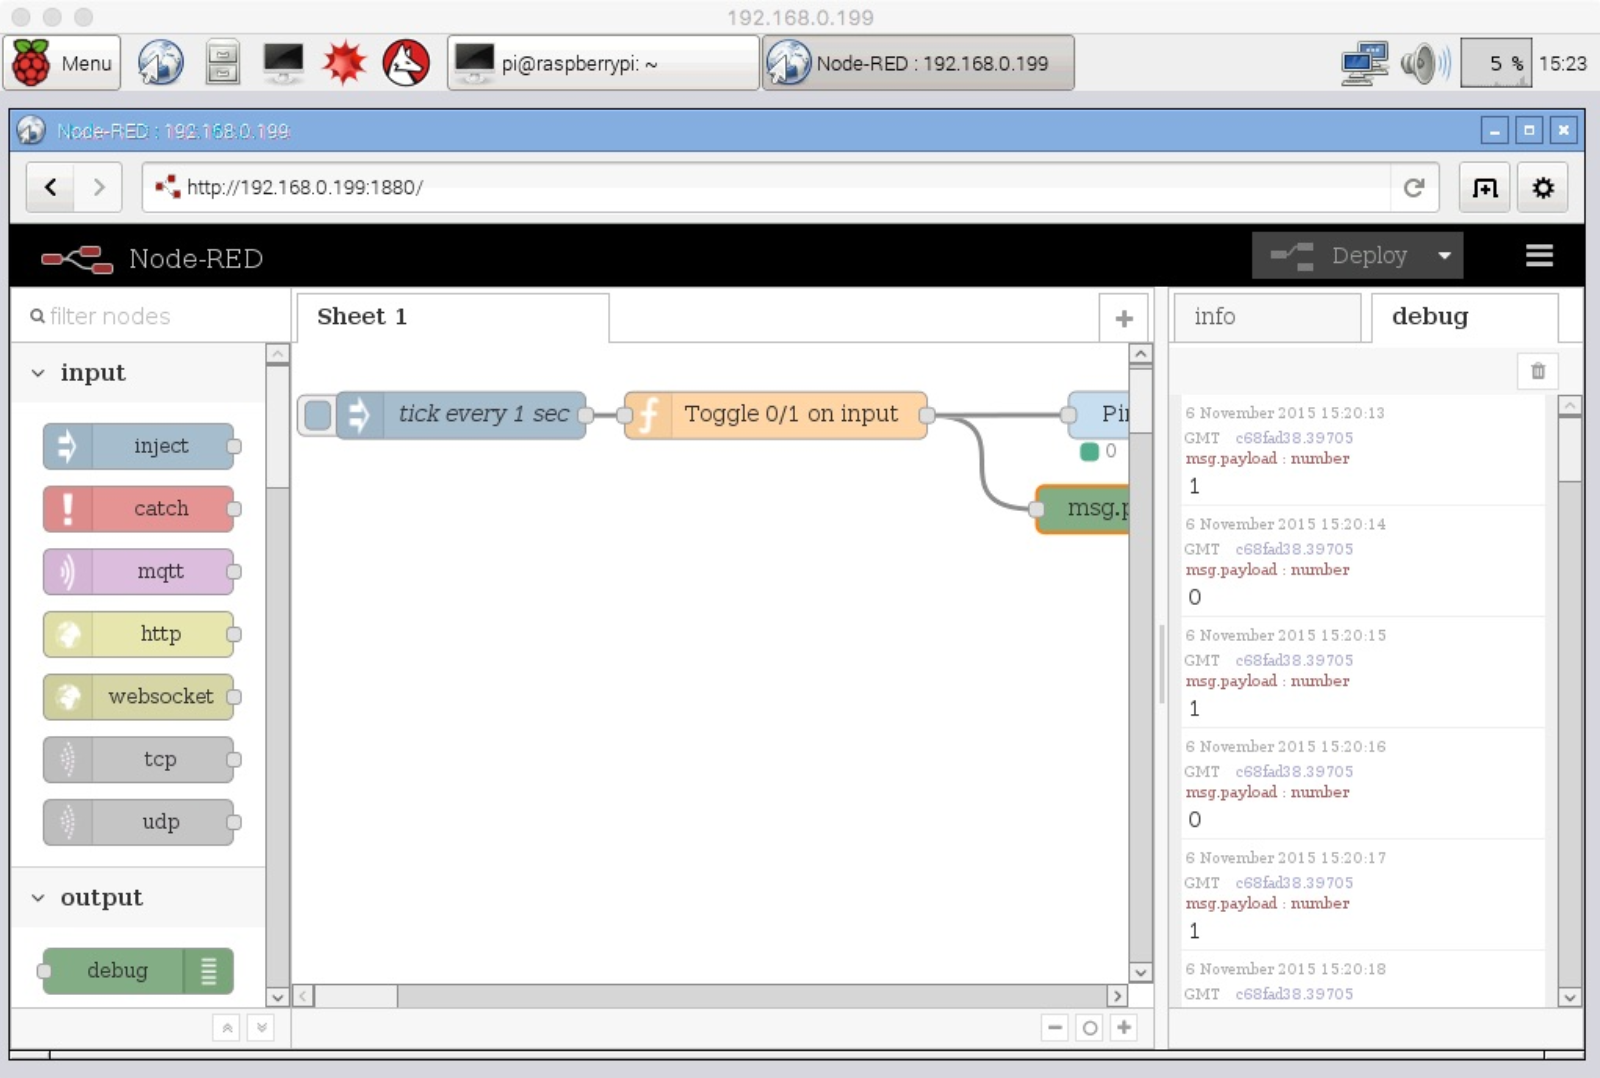 192.168.0.199
Menu
pi@raspberrypi: ~
Node-RED : 192.168.0.199
5 %
15:23
Node-RED : 192.168.0.199
http://192.168.0.199:1880/
Node-RED
Deploy
filter nodes
Sheet 1
info
debug
input
inject
catch
mqtt
http
websocket
tcp
udp
output
debug
tick every 1 sec
Toggle 0/1 on input
Pi
0
msg.p
6 November 2015 15:20:13
GMT c68fad38.39705
msg.payload : number
1
6 November 2015 15:20:14
GMT c68fad38.39705
msg.payload : number
0
6 November 2015 15:20:15
GMT c68fad38.39705
msg.payload : number
1
6 November 2015 15:20:16
GMT c68fad38.39705
msg.payload : number
0
6 November 2015 15:20:17
GMT c68fad38.39705
msg.payload : number
1
6 November 2015 15:20:18
GMT c68fad38.39705